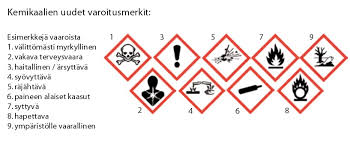 Kemikaalien uudet varoitusmerkit:
Esimerkkejä vaaroista
1. välittömästi myrkyllinen
2. vakava terveysvaara
3. haitallinen / ärsyttävä
4. syövyttävä
5. räjähtävä
6. paineen alaiset kaasut
7. syttyvä
8. hapettava
9. ympäristölle vaarallinen
1 3 5 7 9
2 4 6 8